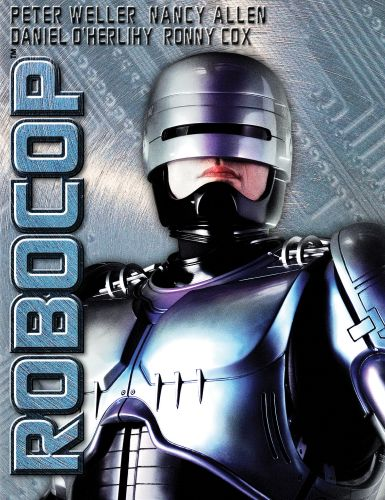 PETER WELLER NANCY ALLEN
DANIEL O'HERLIHY RONNY COX
ROBOCOP